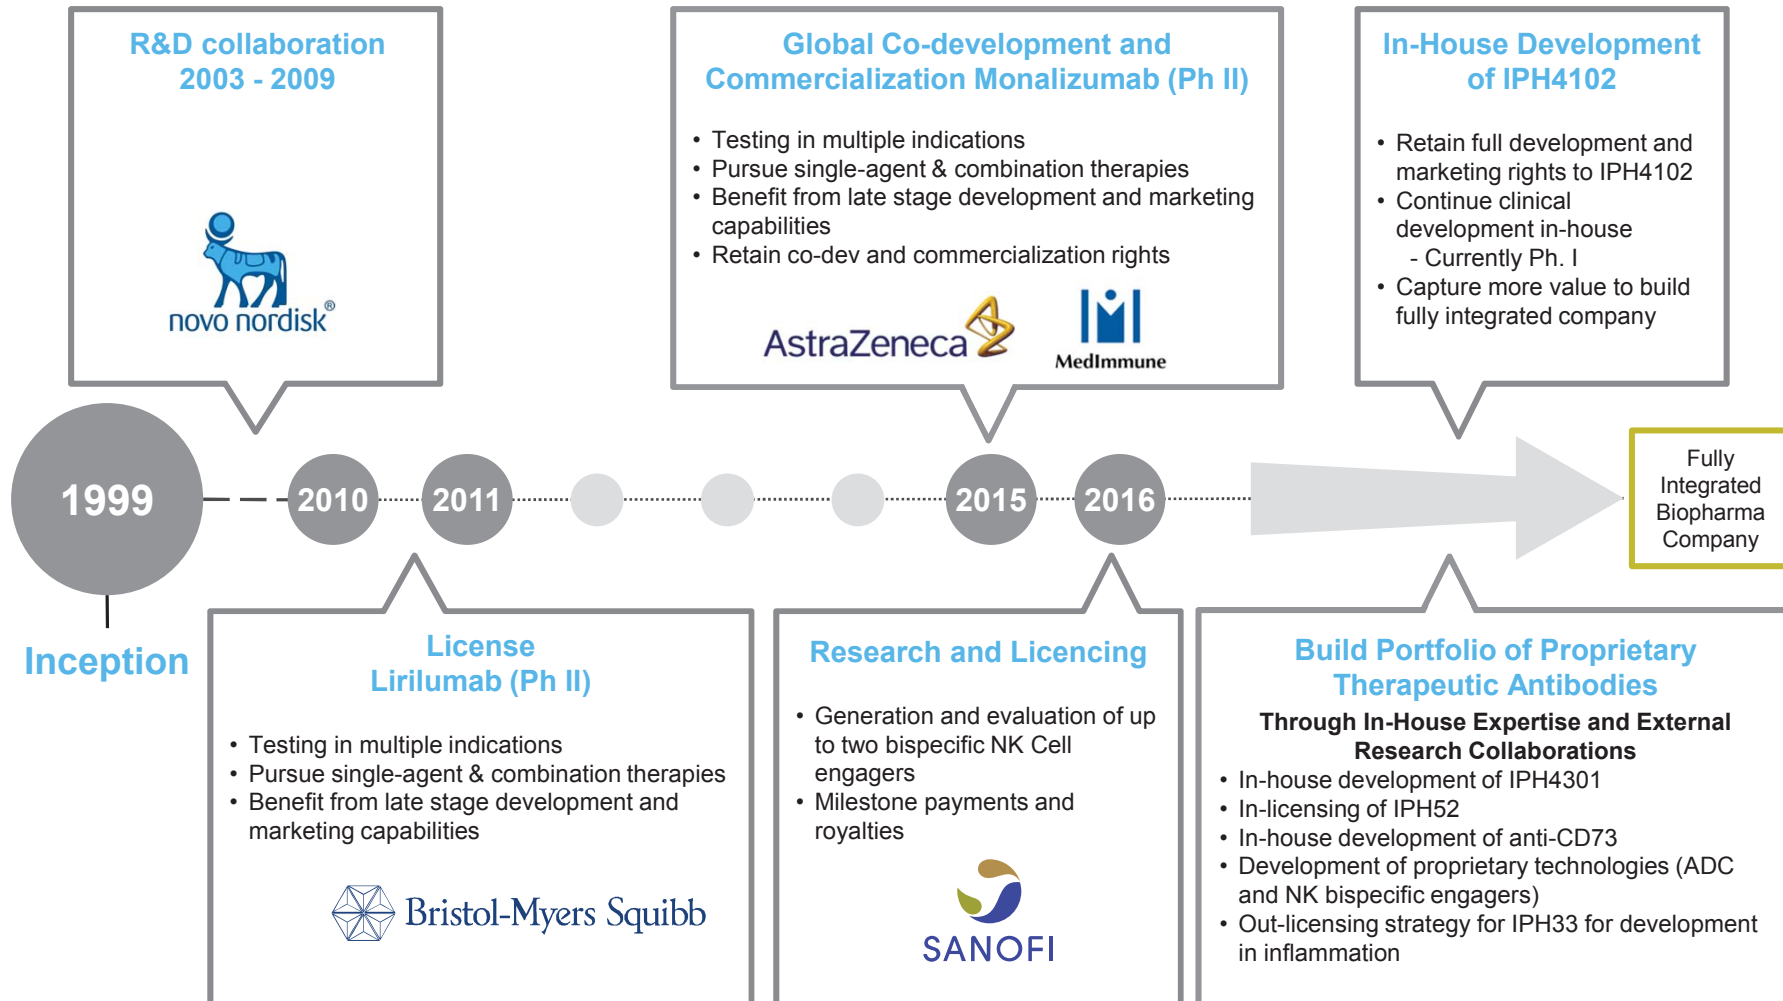 R&D collaboration
2003 - 2009
novo nordisk®
Global Co-development and
Commercialization Monalizumab (Ph II)
• Testing in multiple indications
• Pursue single-agent & combination therapies
• Benefit from late stage development and marketing
capabilities
• Retain co-dev and commercialization rights
AstraZeneca
MedImmune
In-House Development
of IPH4102
• Retain full development and
marketing rights to IPH4102
• Continue clinical
development in-house
- Currently Ph. I
• Capture more value to build
fully integrated company
1999
2010
2011
2015
2016
Fully
Integrated
Biopharma
Company
Inception
License
Lirilumab (Ph II)
• Testing in multiple indications
• Pursue single-agent & combination therapies
• Benefit from late stage development and
marketing capabilities
Bristol-Myers Squibb
Research and Licencing
• Generation and evaluation of up
to two bispecific NK Cell
engagers
• Milestone payments and
royalties
SANOFI
Build Portfolio of Proprietary
Therapeutic Antibodies
Through In-House Expertise and External
Research Collaborations
• In-house development of IPH4301
• In-licensing of IPH52
• In-house development of anti-CD73
• Development of proprietary technologies (ADC
and NK bispecific engagers)
• Out-licensing strategy for IPH33 for development
in inflammation